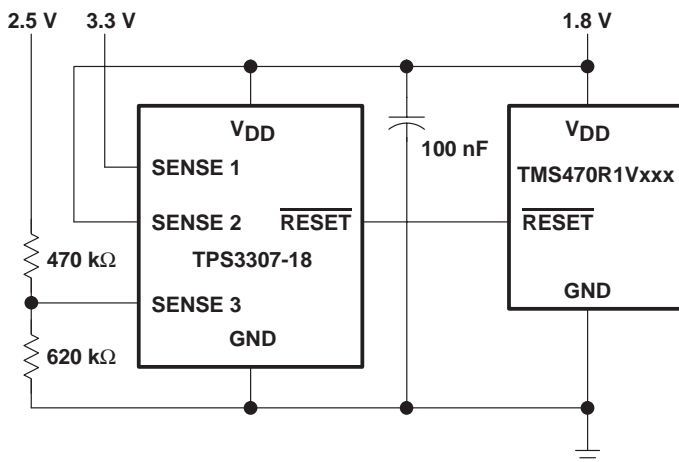 2.5 V 3.3 V 1.8 V
VDD VDD
SENSE 1 100 nF TMS470R1Vxxx
SENSE 2 RESET RESET
470 kΩ TPS3307-18
SENSE 3 GND
620 kΩ GND